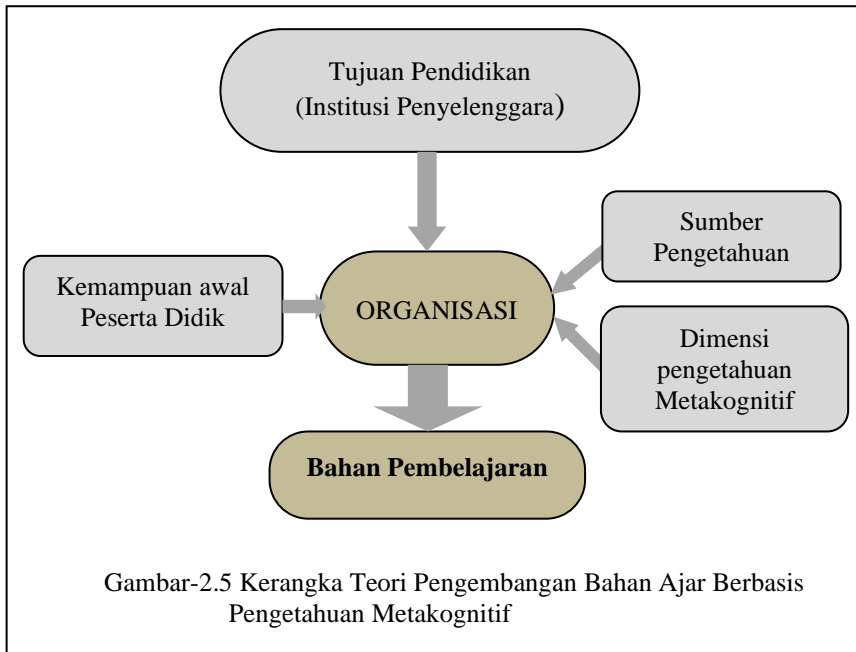 Tujuan Pendidikan
(Institusi Penyelenggara)
Sumber
Pengetahuan
Kemampuan awal
Peserta Didik
ORGANISASI
Dimensi
pengetahuan
Metakognitif
Bahan Pembelajaran
Gambar-2.5 Kerangka Teori Pengembangan Bahan Ajar Berbasis
Pengetahuan Metakognitif